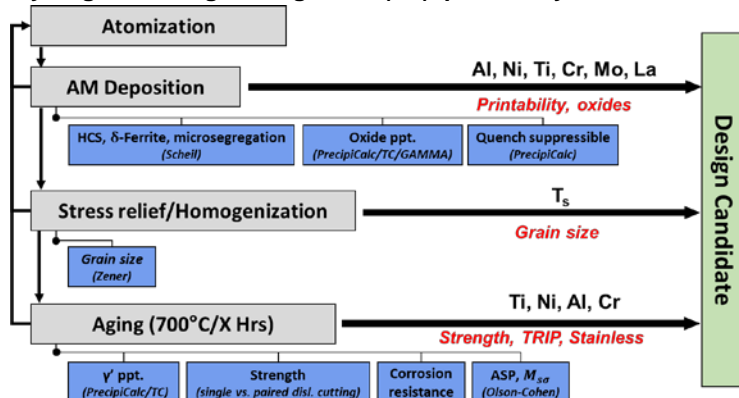 Atomization
AM Deposition
Al, Ni, Ti, Cr, Mo, La
Printability, oxides
HCS, δ-Ferrite, microsegregation
(Scheil)
Oxide ppt.
(PrecipiCalc/TC/GAMMA)
Quench suppressible
(PrecipiCalc)
Stress relief/Homogenization
Ts
Grain size
Grain size
(Zener)
Aging (700°C/X Hrs)
Ti, Ni, Al, Cr
Strength, TRIP, Stainless
γ' ppt.
(PrecipiCalc/TC)
Strength
(single vs. paired disl. cutting)
Corrosion
resistance
ASP, Msσ
(Olson-Cohen)
Design Candidate